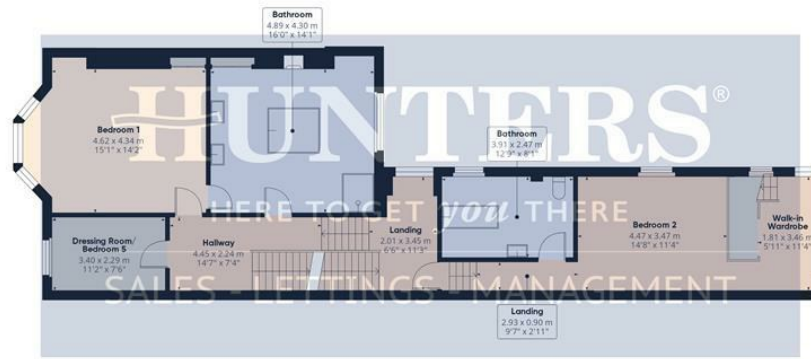 Bathroom
4.89 x 4.30 m
16'0" x 14'1"
HUNTERS®
Bedroom 1
4.62 x 4.34 m
15'1" x 14'2"
Bathroom
3.91 x 2.47 m
12'9" x 8'1"
HERE TO GET you THERE
Dressing Room/
Bedroom 5
3.40 x 2.29 m
11'2" x 7'6"
Hallway
4.45 x 2.24 m
14'7" x 7'4"
Landing
2.01 x 3.45 m
6'6" x 11'3"
Bedroom 2
4.47 x 3.47 m
14'8" x 11'4"
Walk-in
Wardrobe
1.81 x 3.46 m
5'11" x 11'4"
SALES - LETTINGS - MANAGEMENT
Landing
2.93 x 0.90 m
9'7" x 2'11"